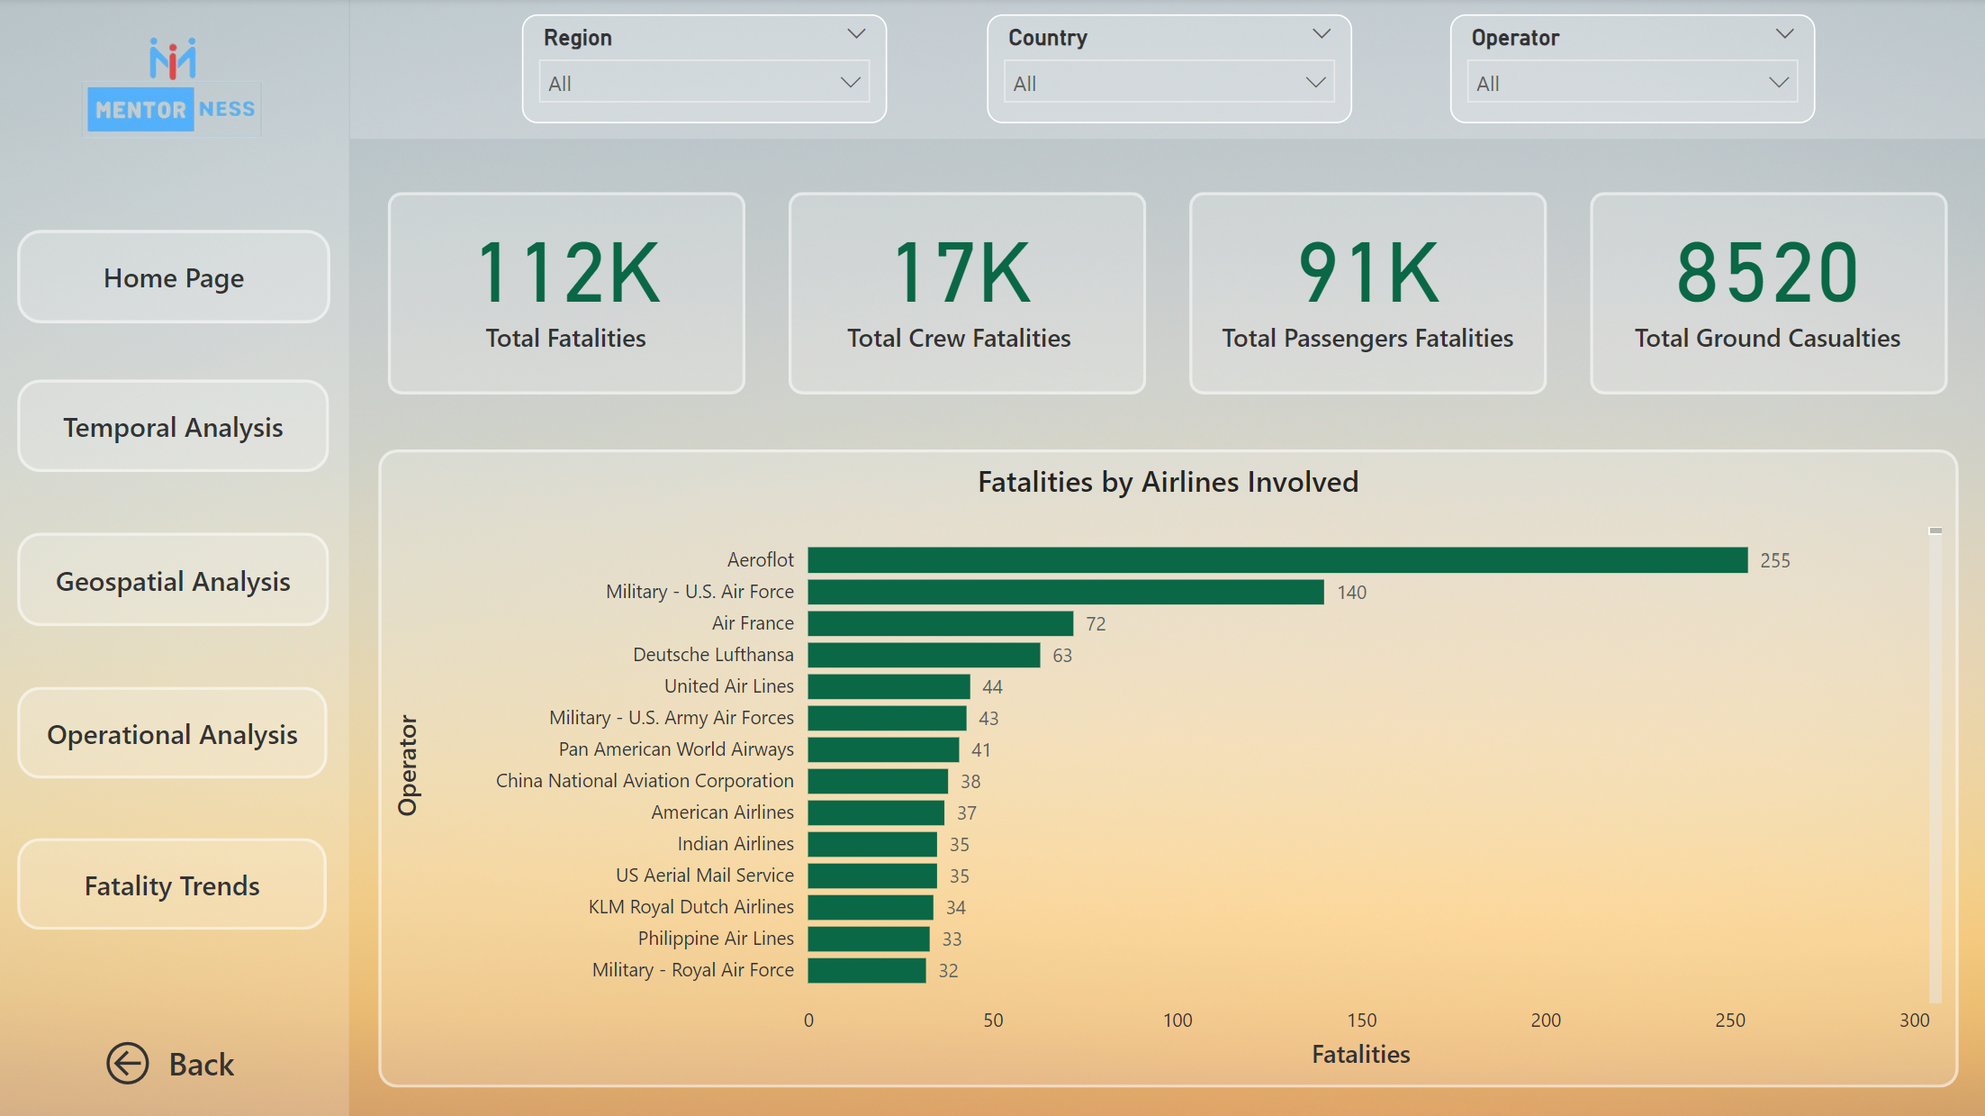 MENTOR NESS
Region
All
Country
All
Operator
All
Home Page
Temporal Analysis
Geospatial Analysis
Operational Analysis
Fatality Trends
Back
112K
Total Fatalities
17K
Total Crew Fatalities
91K
Total Passengers Fatalities
8520
Total Ground Casualties
Fatalities by Airlines Involved
Operator
Aeroflot 255
Military - U.S. Air Force 140
Air France 72
Deutsche Lufthansa 63
United Air Lines 44
Military - U.S. Army Air Forces 43
Pan American World Airways 41
China National Aviation Corporation 38
American Airlines 37
Indian Airlines 35
US Aerial Mail Service 35
KLM Royal Dutch Airlines 34
Philippine Air Lines 33
Military - Royal Air Force 32
0 50 100 150 200 250 300
Fatalities